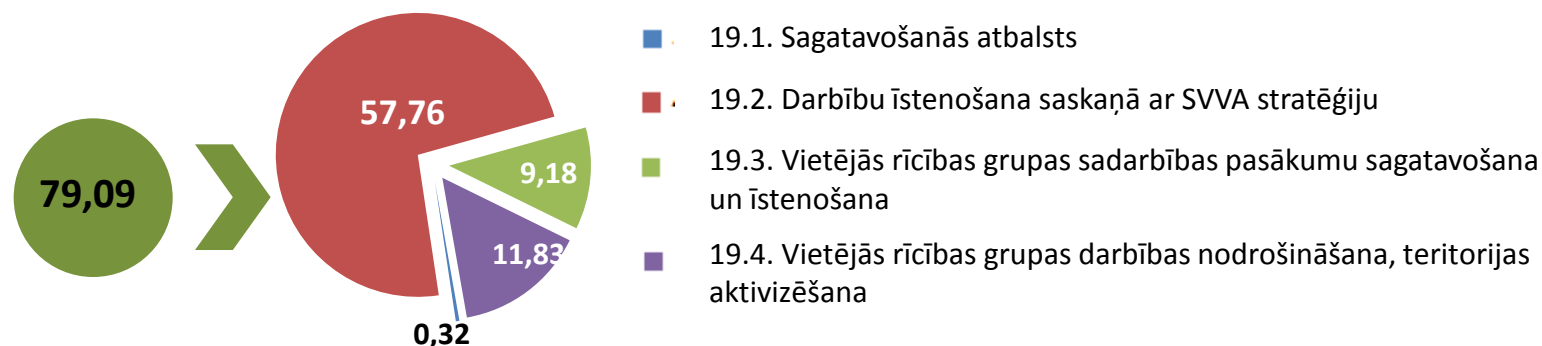 79,09
57,76
9,18
11,83
0,32
19.1. Sagatavošanās atbalsts
19.2. Darbību īstenošana saskaņā ar SVVA stratēģiju
19.3. Vietējās rīcības grupas sadarbības pasākumu sagatavošana
un īstenošana
19.4. Vietējās rīcības grupas darbības nodrošināšana, teritorijas
aktivizēšana